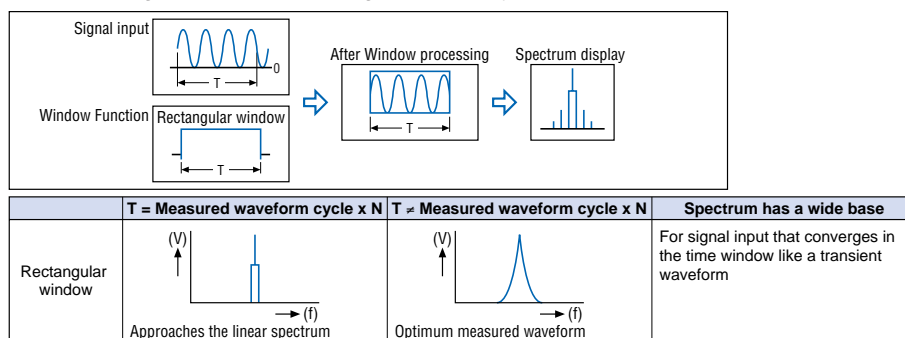 Signal input
0
T
Window Function
Rectangular window
T
After Window processing
T
Spectrum display
T = Measured waveform cycle x N
T ≠ Measured waveform cycle x N
Spectrum has a wide base
Rectangular
window
(V)
(f)
Approaches the linear spectrum
(V)
(f)
Optimum measured waveform
For signal input that converges in
the time window like a transient
waveform